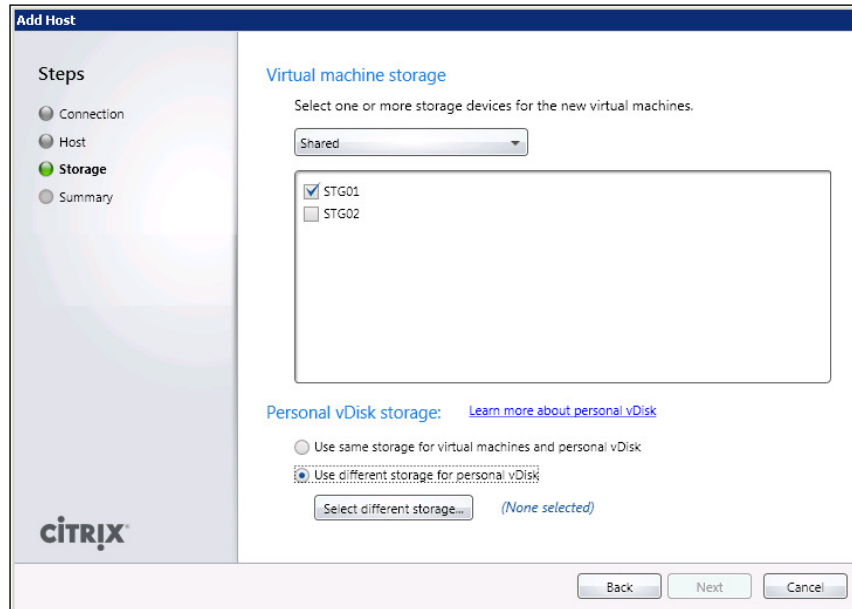 Add Host
Steps
Connection
Host
Storage
Summary
CİTRIX
Virtual machine storage
Select one or more storage devices for the new virtual machines.
Shared
STG01
STG02
Personal vDisk storage: Learn more about personal vDisk
Use same storage for virtual machines and personal vDisk
Use different storage for personal vDisk
Select different storage... (None selected)
Back Next Cancel